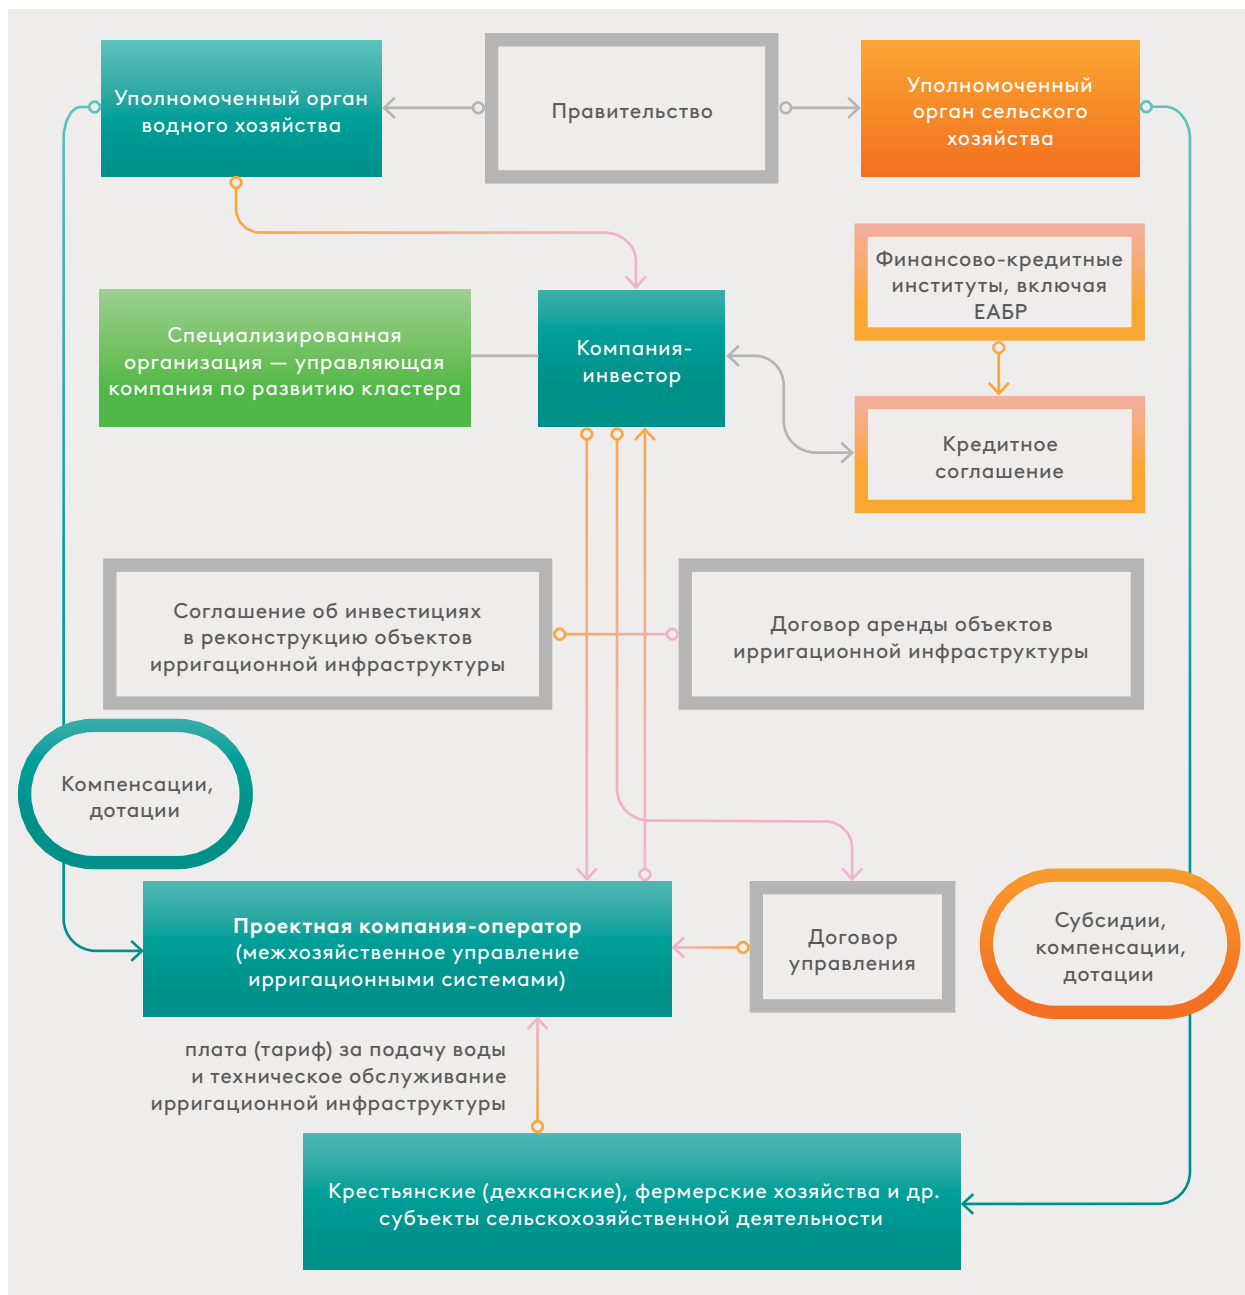 Уполномоченный орган
водного хозяйства
Правительство
Уполномоченный
орган сельского
хозяйства
Финансово-кредитные
институты, включая
ЕАБР
Специализированная
организация — управляющая
компания по развитию кластера
Компания-
инвестор
Кредитное
соглашение
Соглашение об инвестициях
в реконструкцию объектов
ирригационной инфраструктуры
Договор аренды объектов
ирригационной инфраструктуры
Компенсации,
дотации
Проектная компания-оператор
(межхозяйственное управление
ирригационными системами)
Договор
управления
Субсидии,
компенсации,
дотации
плата (тариф) за подачу воды
и техническое обслуживание
ирригационной инфраструктуры
Крестьянские (дехканские), фермерские хозяйства и др.
субъекты сельскохозяйственной деятельности